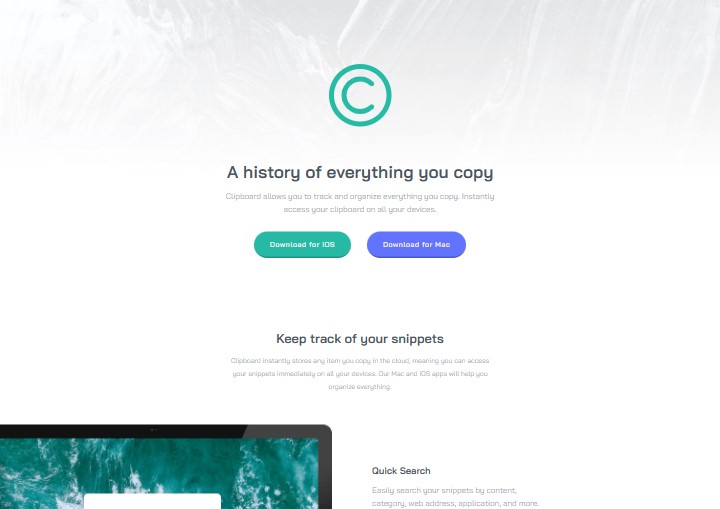 A history of everything you copy
Clipboard allows you to track and organize everything you copy. Instantly
access your clipboard on all your devices.
Download for iOS
Download for Mac
Keep track of your snippets
Clipboard instantly stores any item you copy in the cloud, meaning you can access
your snippets immediately on all your devices. Our Mac and iOS apps will help you
organize everything.
Quick Search
Easily search your snippets by content,
category, web address, application, and more.